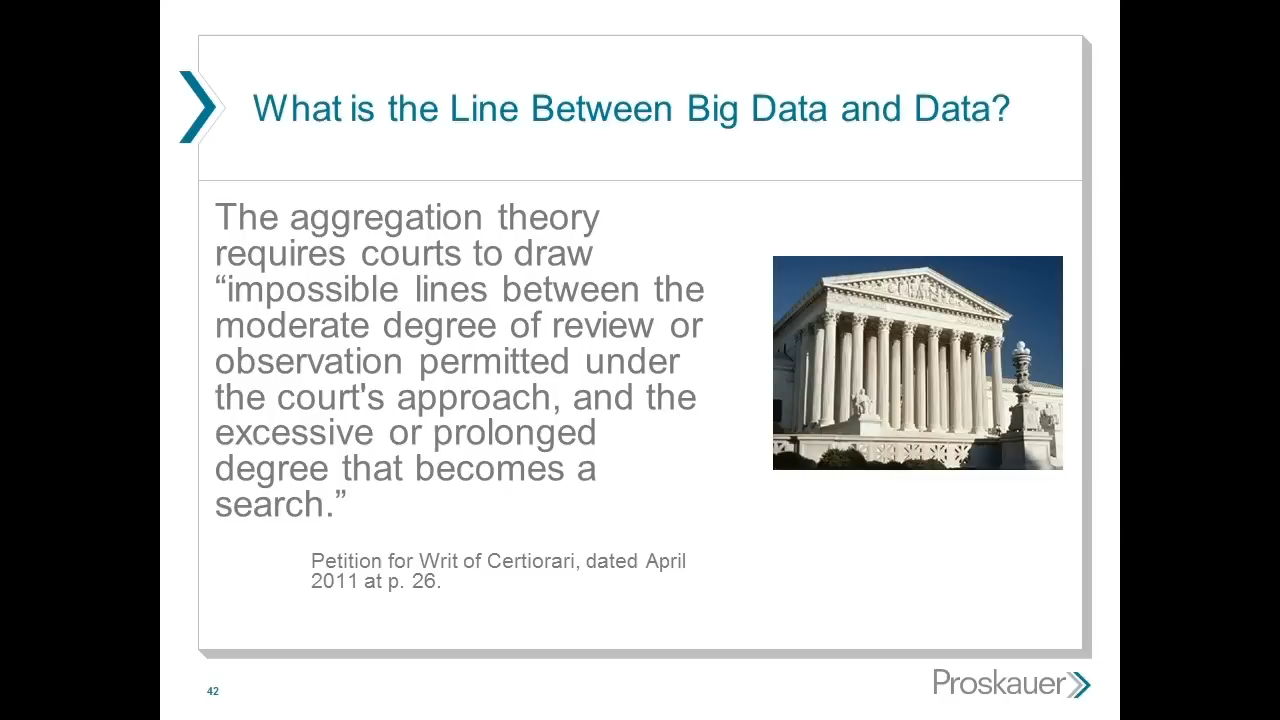 What is the Line Between Big Data and Data?
The aggregation theory
requires courts to draw
“impossible lines between the
moderate degree of review or
observation permitted under
the court's approach, and the
excessive or prolonged
degree that becomes a
search.”
Petition for Writ of Certiorari, dated April
2011 at p. 26.
42
Proskauer